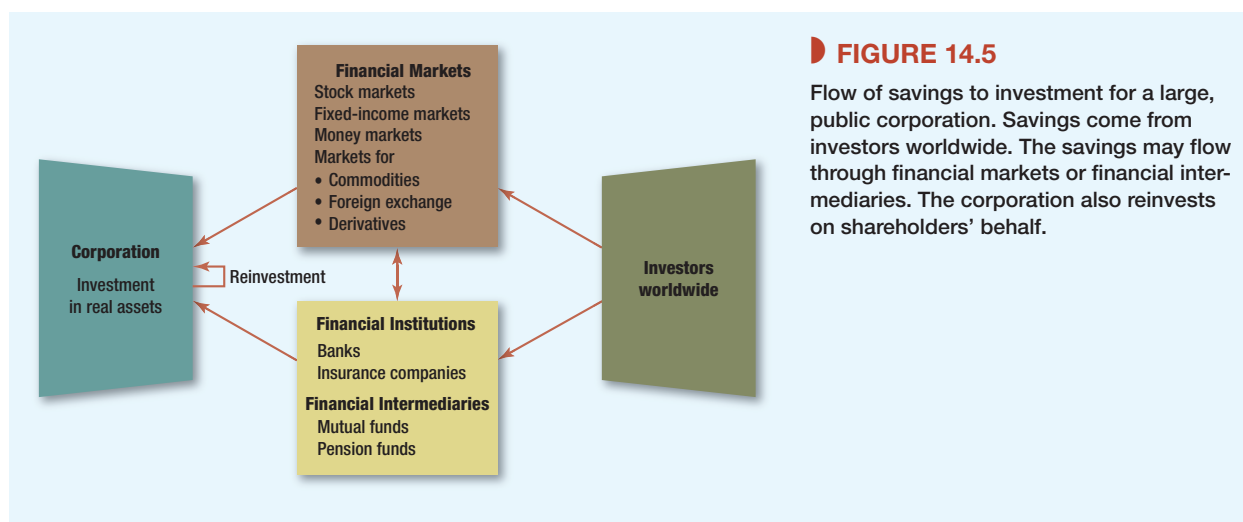 Financial Markets
Stock markets
Fixed-income markets
Money markets
Markets for
• Commodities
• Foreign exchange
• Derivatives
Corporation
Investment
in real assets
Reinvestment
Financial Institutions
Banks
Insurance companies
Financial Intermediaries
Mutual funds
Pension funds
Investors
worldwide
FIGURE 14.5
Flow of savings to investment for a large,
public corporation. Savings come from
investors worldwide. The savings may flow
through financial markets or financial inter-
mediaries. The corporation also reinvests
on shareholders’ behalf.